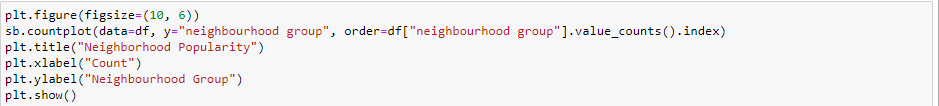 plt.figure(figsize=(10, 6))
sb.countplot(data=df, y="neighbourhood group", order=df["neighbourhood group"].value_counts().index)
plt.title("Neighborhood Popularity")
plt.xlabel("Count")
plt.ylabel("Neighbourhood Group")
plt.show()